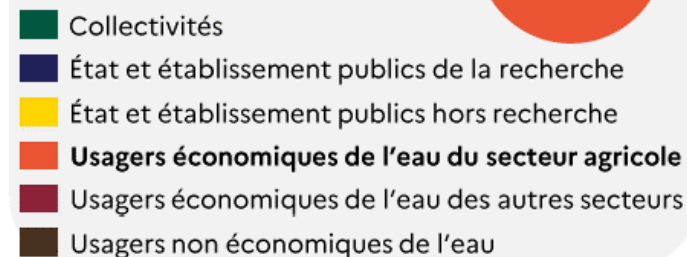 Collectivités
État et établissement publics de la recherche
État et établissement publics hors recherche
Usagers économiques de l'eau du secteur agricole
Usagers économiques de l'eau des autres secteurs
Usagers non économiques de l'eau